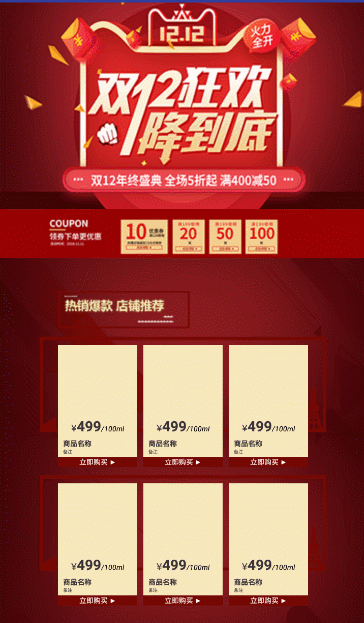 12.12
火力
全开
双12狂欢
降到底
双12年终盛典 全场5折起 满400减50
COUPON
领券下单更优惠
10 优惠券
20
50
100
热销爆款 店铺推荐
¥499/100ml ¥499/100ml ¥499/100ml
商品名称 商品名称 商品名称
立即购买 立即购买 立即购买
¥499/100ml ¥499/100ml ¥499/100ml
商品名称 商品名称 商品名称
立即购买 立即购买 立即购买